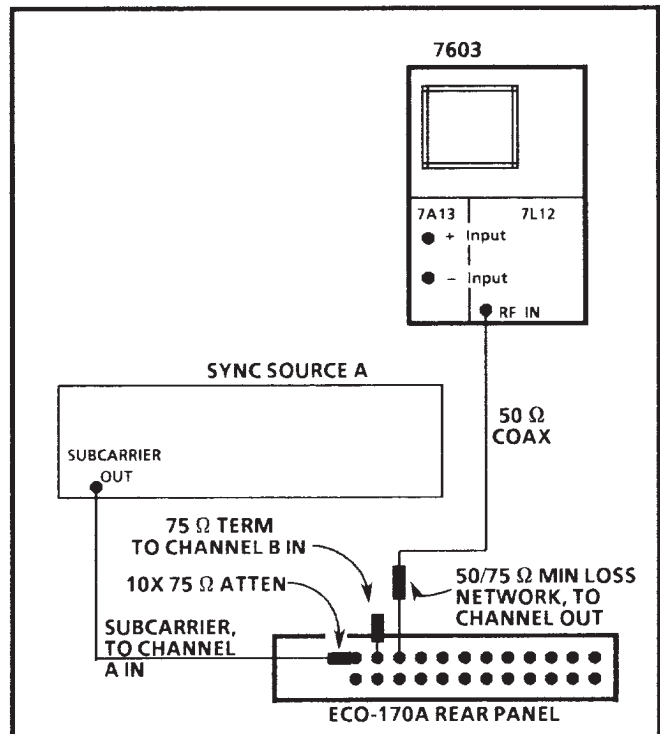 7603
7A13 7L12
+ Input
− Input
RF IN
SYNC SOURCE A
SUBCARRIER
OUT
50 Ω
COAX
75 Ω TERM
TO CHANNEL B IN
10X 75 Ω ATTEN
50/75 Ω MIN LOSS
NETWORK, TO
CHANNEL OUT
SUBCARRIER,
TO CHANNEL
A IN
ECO-170A REAR PANEL